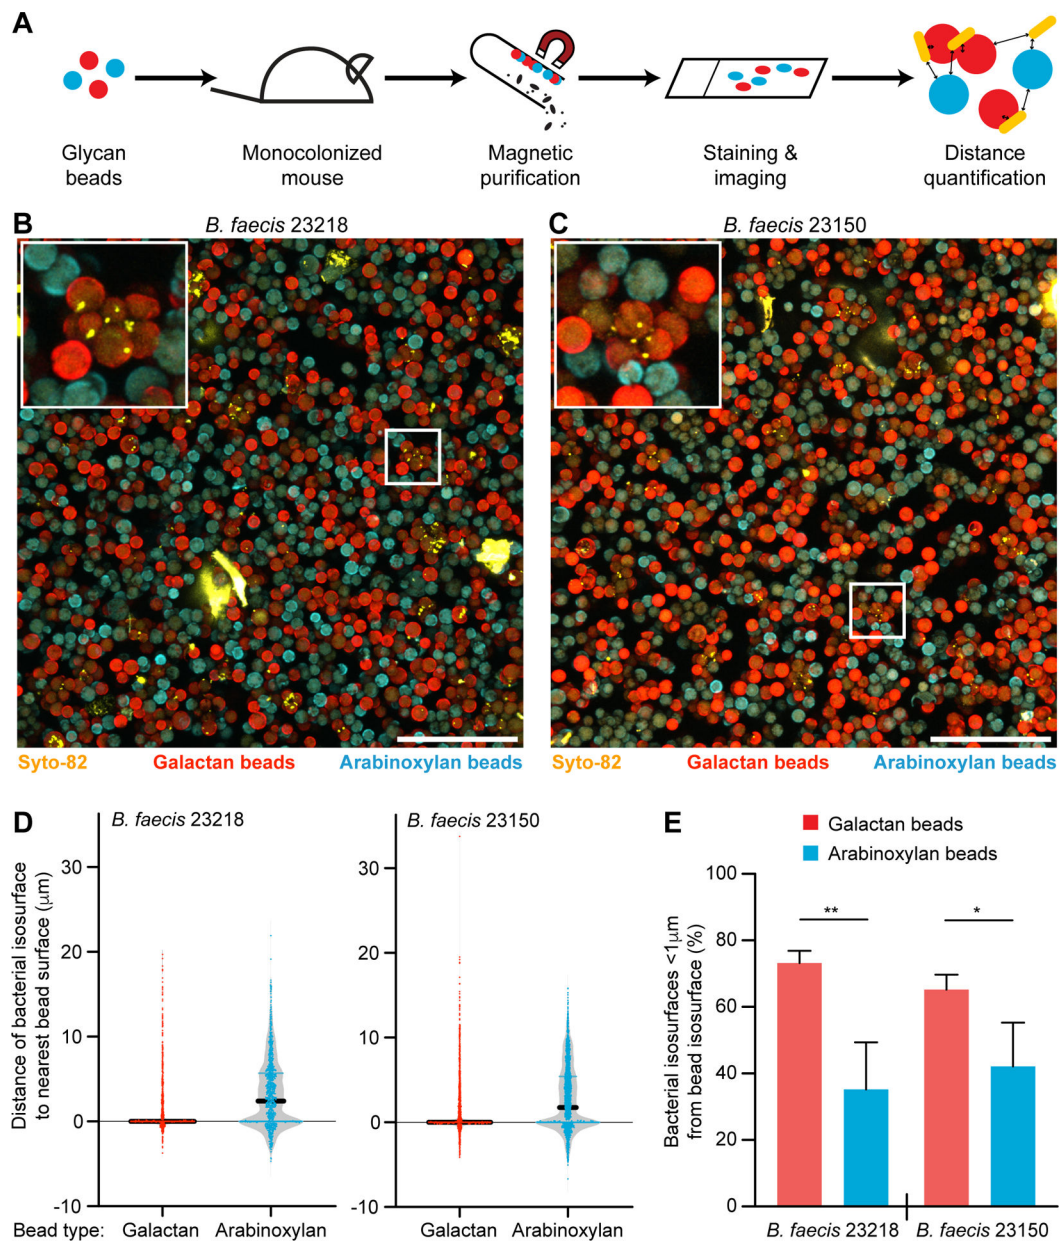 A
Glycan
beads
Monocolonized
mouse
Magnetic
purification
Staining &
imaging
Distance
quantification
B
B. faecis 23218
C
B. faecis 23150
Syto-82
Galactan beads
Arabinoxylan beads
Syto-82
Galactan beads
Arabinoxylan beads
D
B. faecis 23218
B. faecis 23150
Distance of bacterial isosurface
to nearest bead surface (µm)
30
20
10
0
-10
30
20
10
0
-10
Bead type:
Galactan
Arabinoxylan
Galactan
Arabinoxylan
E
Galactan beads
Arabinoxylan beads
Bacterial isosurfaces <1µm
from bead isosurface (%)
100
80
60
40
20
0
**
*
B. faecis 23218
B. faecis 23150